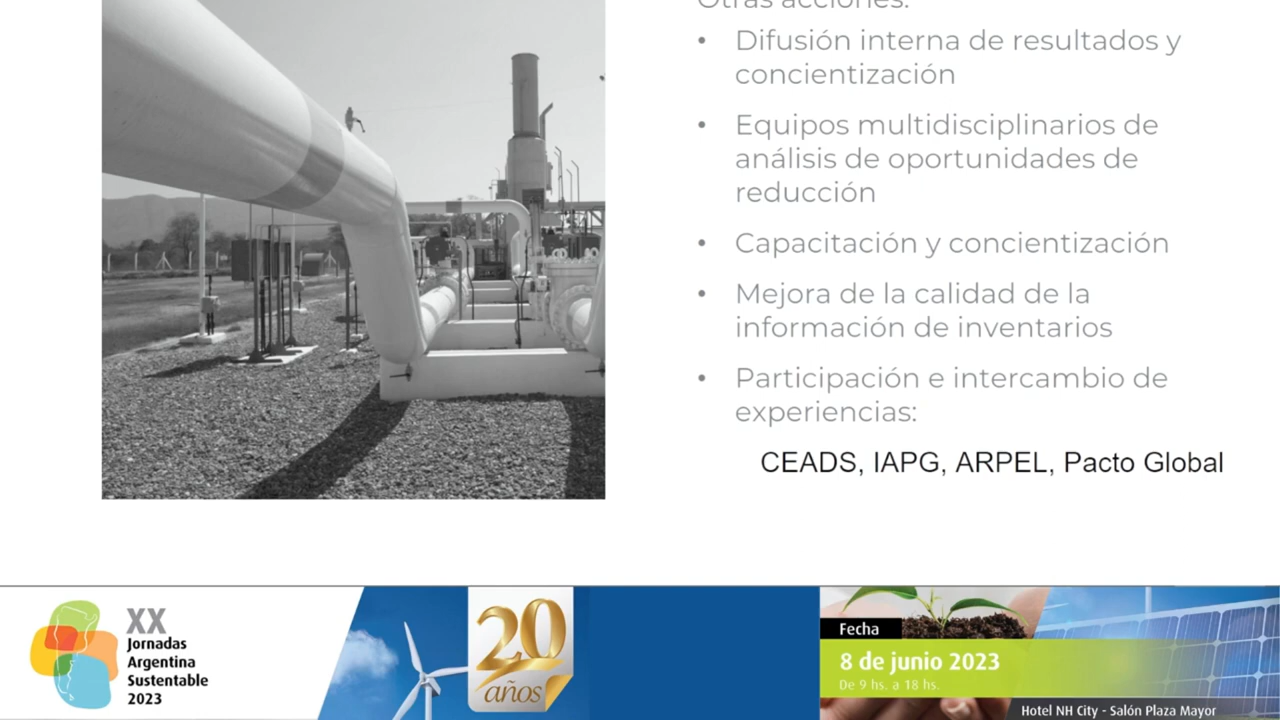 Otras acciones:
• Difusión interna de resultados y
concientización
• Equipos multidisciplinarios de
análisis de oportunidades de
reducción
• Capacitación y concientización
• Mejora de la calidad de la
información de inventarios
• Participación e intercambio de
experiencias:
CEADS, IAPG, ARPEL, Pacto Global
XX
Jornadas
Argentina
Sustentable
2023
20
años
Fecha
8 de junio 2023
De 9 hs. a 18 hs.
Hotel NH City - Salón Plaza Mayor